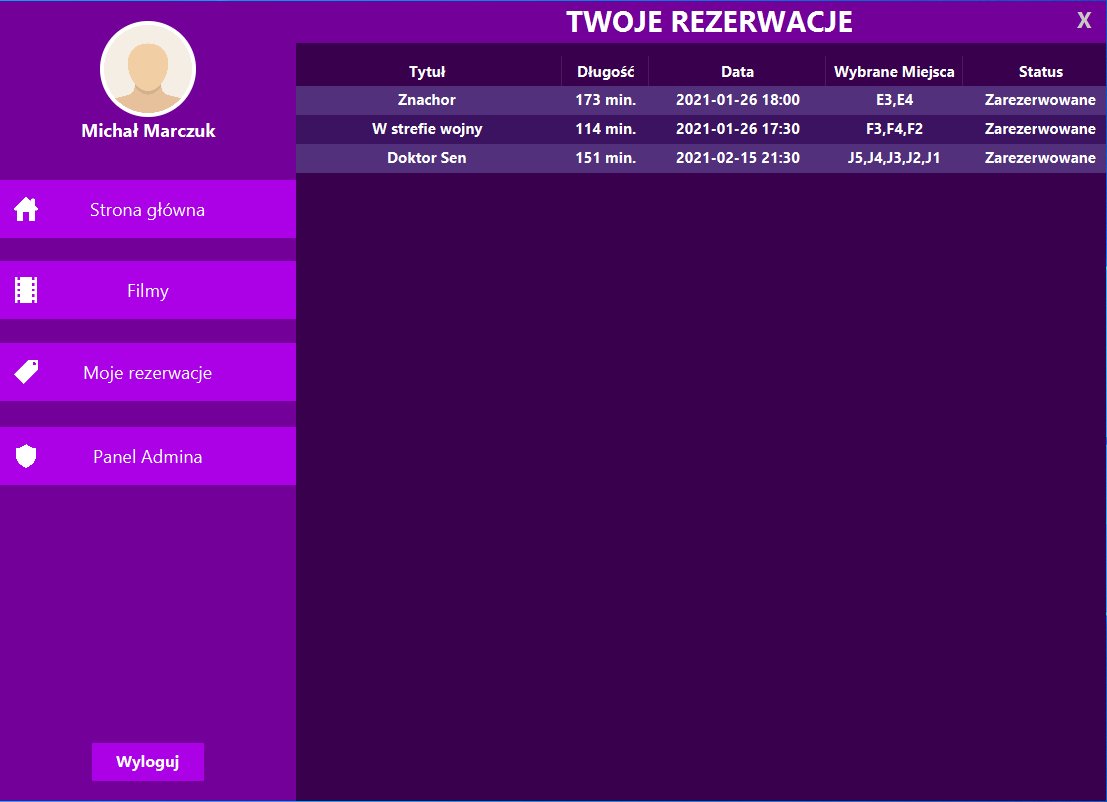 TWOJE REZERWACJE
X
Michał Marczuk
Strona główna
Filmy
Moje rezerwacje
Panel Admina
Wyloguj
Tytuł Długość Data Wybrane Miejsca Status
Znachor 173 min. 2021-01-26 18:00 E3,E4 Zarezerwowane
W strefie wojny 114 min. 2021-01-26 17:30 F3,F4,F2 Zarezerwowane
Doktor Sen 151 min. 2021-02-15 21:30 J5,J4,J3,J2,J1 Zarezerwowane